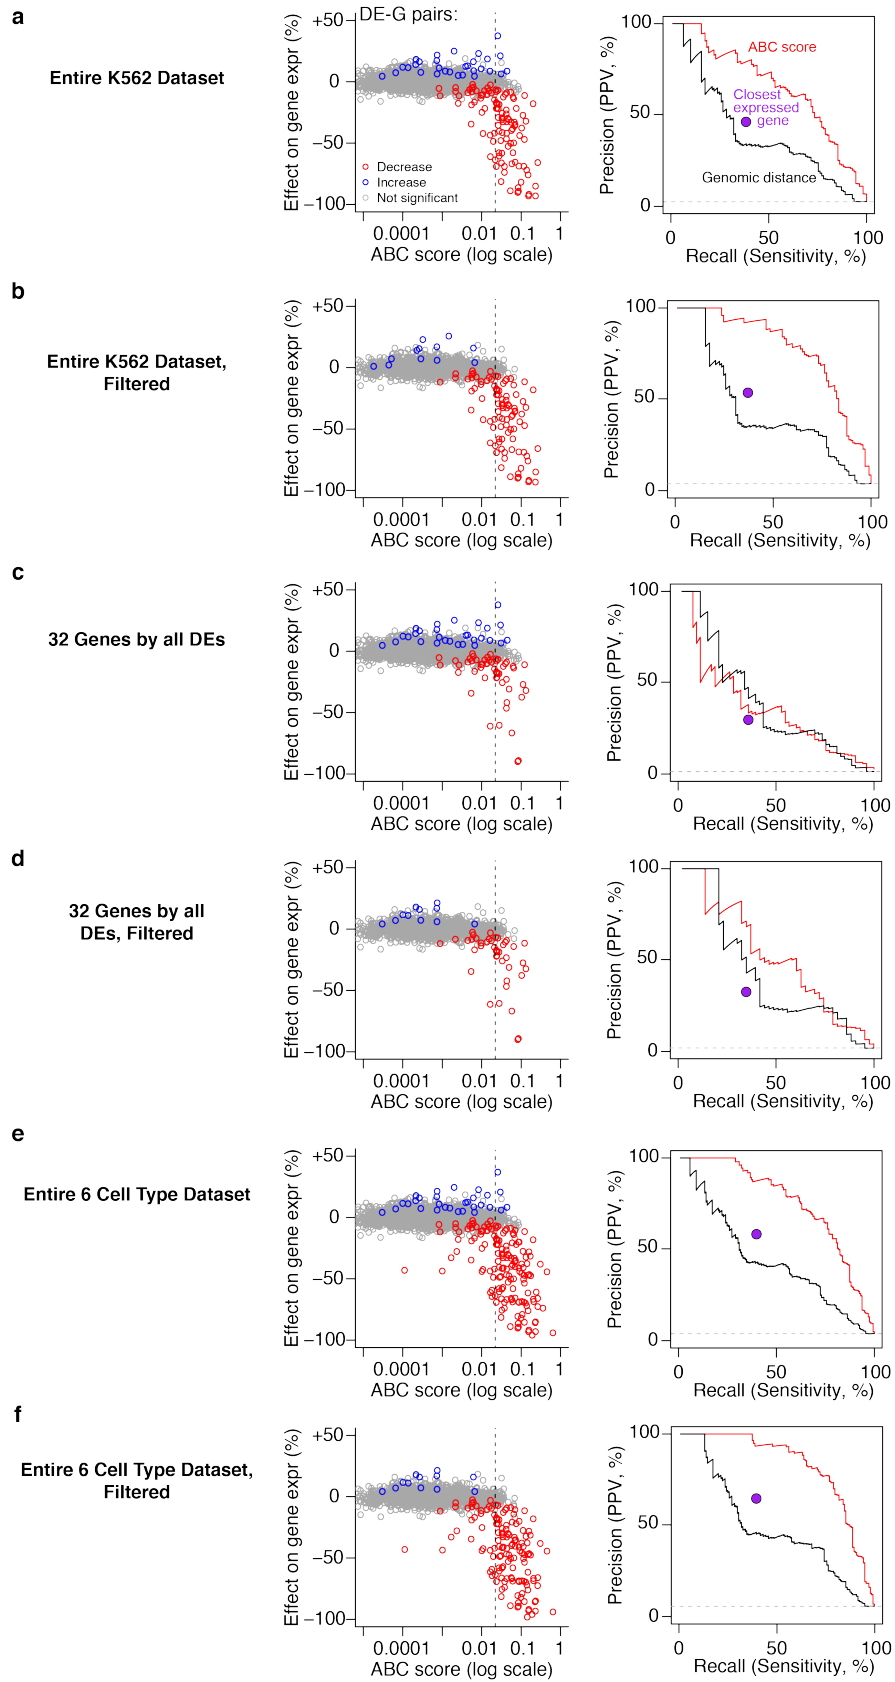 a
Entire K562 Dataset
DE-G pairs:
Effect on gene expr (%)
+50
0
−50
−100
Decrease
Increase
Not significant
0.0001
0.01
0.1
1
ABC score (log scale)
Precision (PPV, %)
100
50
0
ABC score
Closest
expressed
gene
Genomic distance
0
50
100
Recall (Sensitivity, %)
b
Entire K562 Dataset,
Filtered
Effect on gene expr (%)
+50
0
−50
−100
0.0001
0.01
0.1
1
ABC score (log scale)
Precision (PPV, %)
100
50
0
0
50
100
Recall (Sensitivity, %)
c
32 Genes by all DEs
Effect on gene expr (%)
+50
0
−50
−100
0.0001
0.01
0.1
1
ABC score (log scale)
Precision (PPV, %)
100
50
0
0
50
100
Recall (Sensitivity, %)
d
32 Genes by all
DEs, Filtered
Effect on gene expr (%)
+50
0
−50
−100
0.0001
0.01
0.1
1
ABC score (log scale)
Precision (PPV, %)
100
50
0
0
50
100
Recall (Sensitivity, %)
e
Entire 6 Cell Type Dataset
Effect on gene expr (%)
+50
0
−50
−100
0.0001
0.01
0.1
1
ABC score (log scale)
Precision (PPV, %)
100
50
0
0
50
100
Recall (Sensitivity, %)
f
Entire 6 Cell Type Dataset,
Filtered
Effect on gene expr (%)
+50
0
−50
−100
0.0001
0.01
0.1
1
ABC score (log scale)
Precision (PPV, %)
100
50
0
0
50
100
Recall (Sensitivity, %)